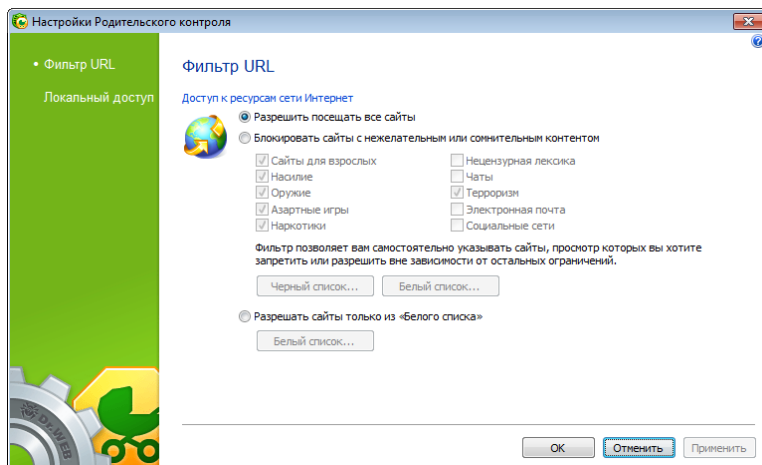 Настройки Родительского контроля
• Фильтр URL
Локальный доступ
Фильтр URL
Доступ к ресурсам сети Интернет
Разрешить посещать все сайты
Блокировать сайты с нежелательным или сомнительным контентом
Сайты для взрослых
Насилие
Оружие
Азартные игры
Наркотики
Нецензурная лексика
Чаты
Терроризм
Электронная почта
Социальные сети
Фильтр позволяет вам самостоятельно указывать сайты, просмотр которых вы хотите
запретить или разрешить вне зависимости от остальных ограничений.
Черный список...
Белый список...
Разрешать сайты только из «Белого списка»
Белый список...
Dr.WEB
OK
Отменить
Применить